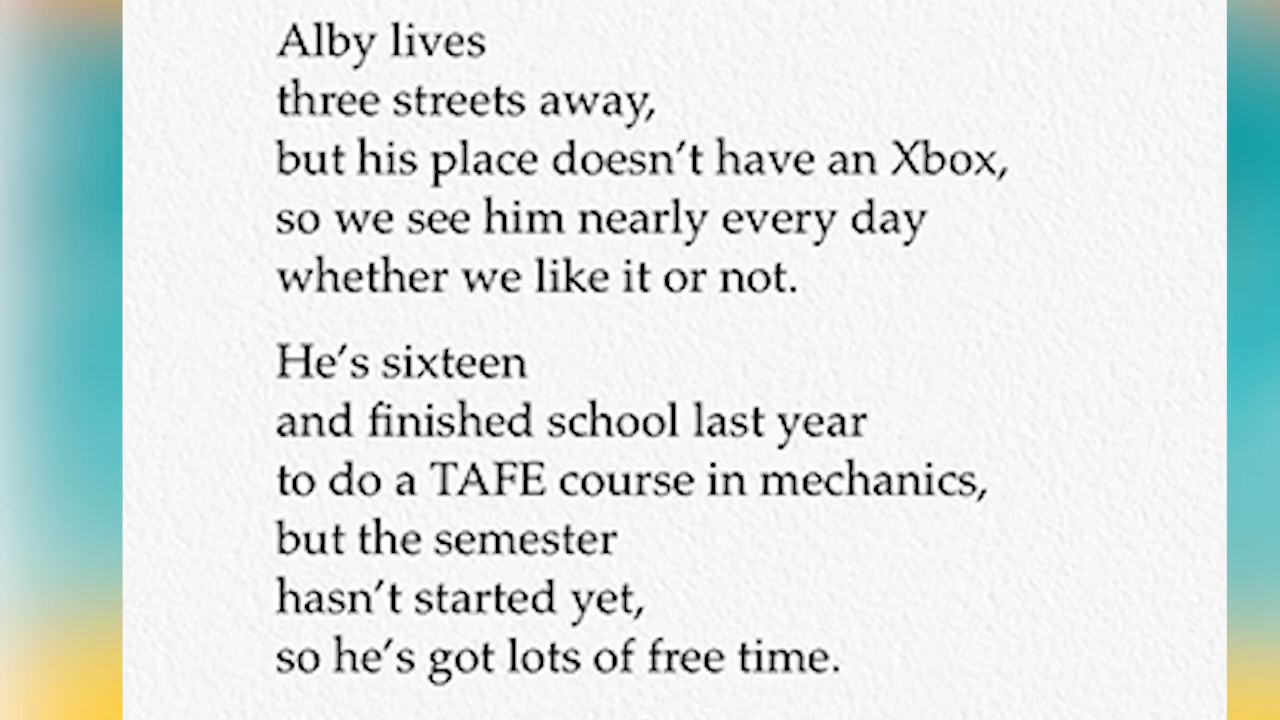 Alby lives
three streets away,
but his place doesn’t have an Xbox,
so we see him nearly every day
whether we like it or not.
He’s sixteen
and finished school last year
to do a TAFE course in mechanics,
but the semester
hasn’t started yet,
so he’s got lots of free time.